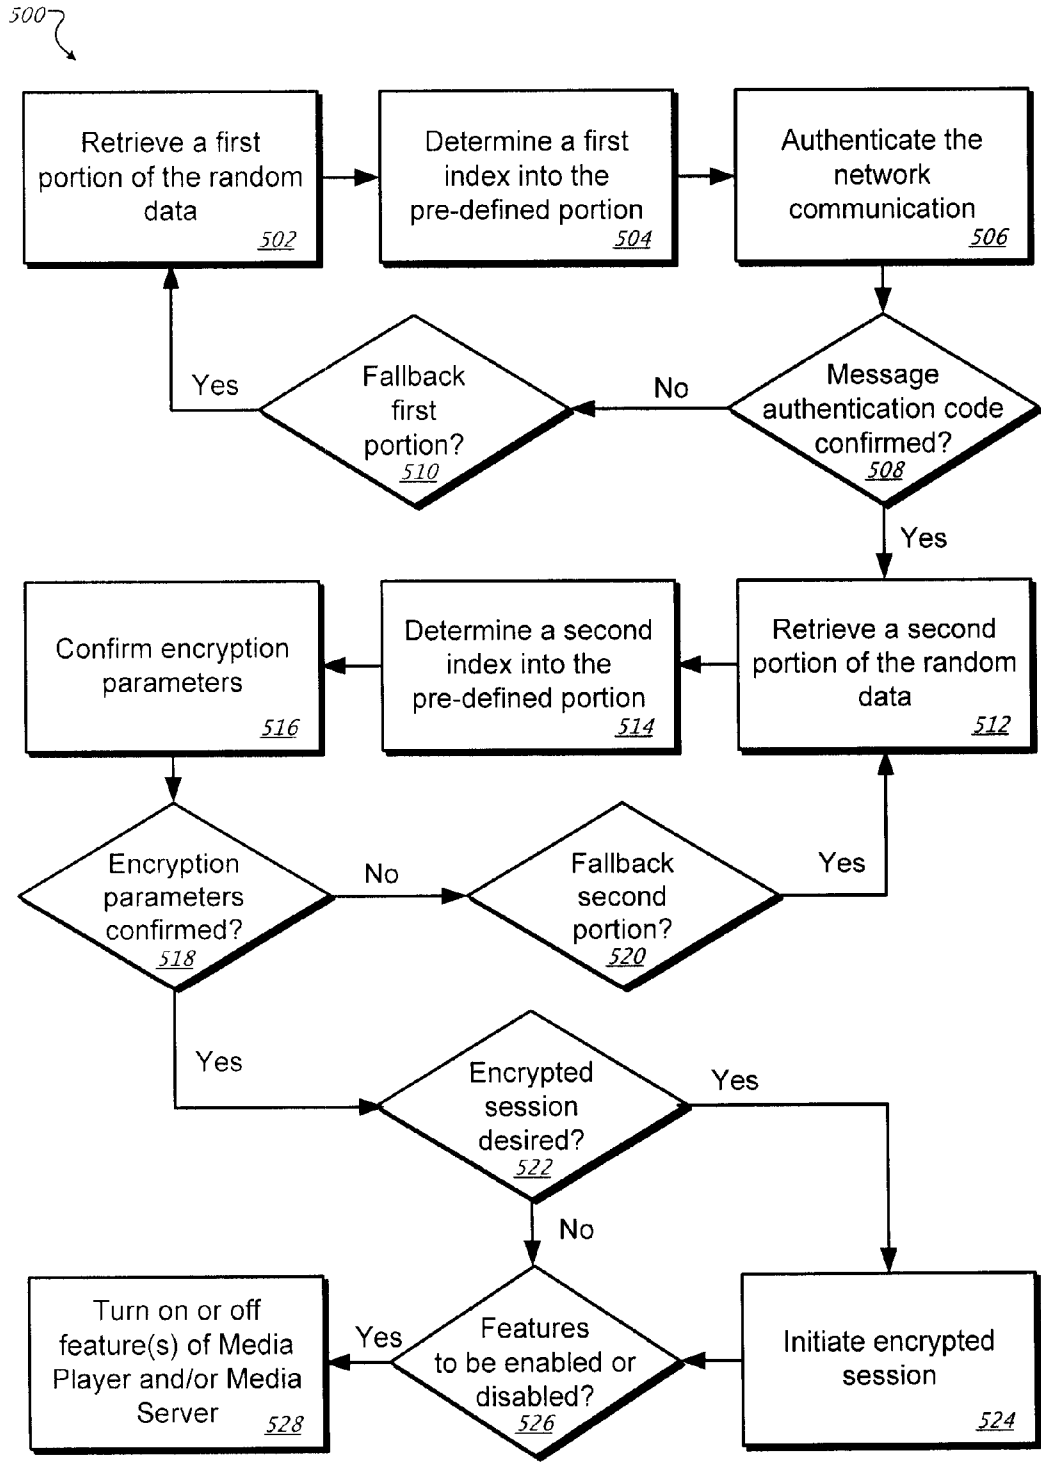 500
Retrieve a first
portion of the random
data
502
Determine a first
index into the
pre-defined portion
504
Authenticate the
network
communication
506
Message
authentication code
confirmed?
508
No
Fallback
first
portion?
510
Yes
Yes
Retrieve a second
portion of the random
data
512
Determine a second
index into the
pre-defined portion
514
Confirm encryption
parameters
516
Encryption
parameters
confirmed?
518
No
Fallback
second
portion?
520
Yes
Yes
Encrypted
session
desired?
522
Yes
No
Initiate encrypted
session
524
Features
to be enabled or
disabled?
526
Yes
Turn on or off
feature(s) of Media
Player and/or Media
Server
528